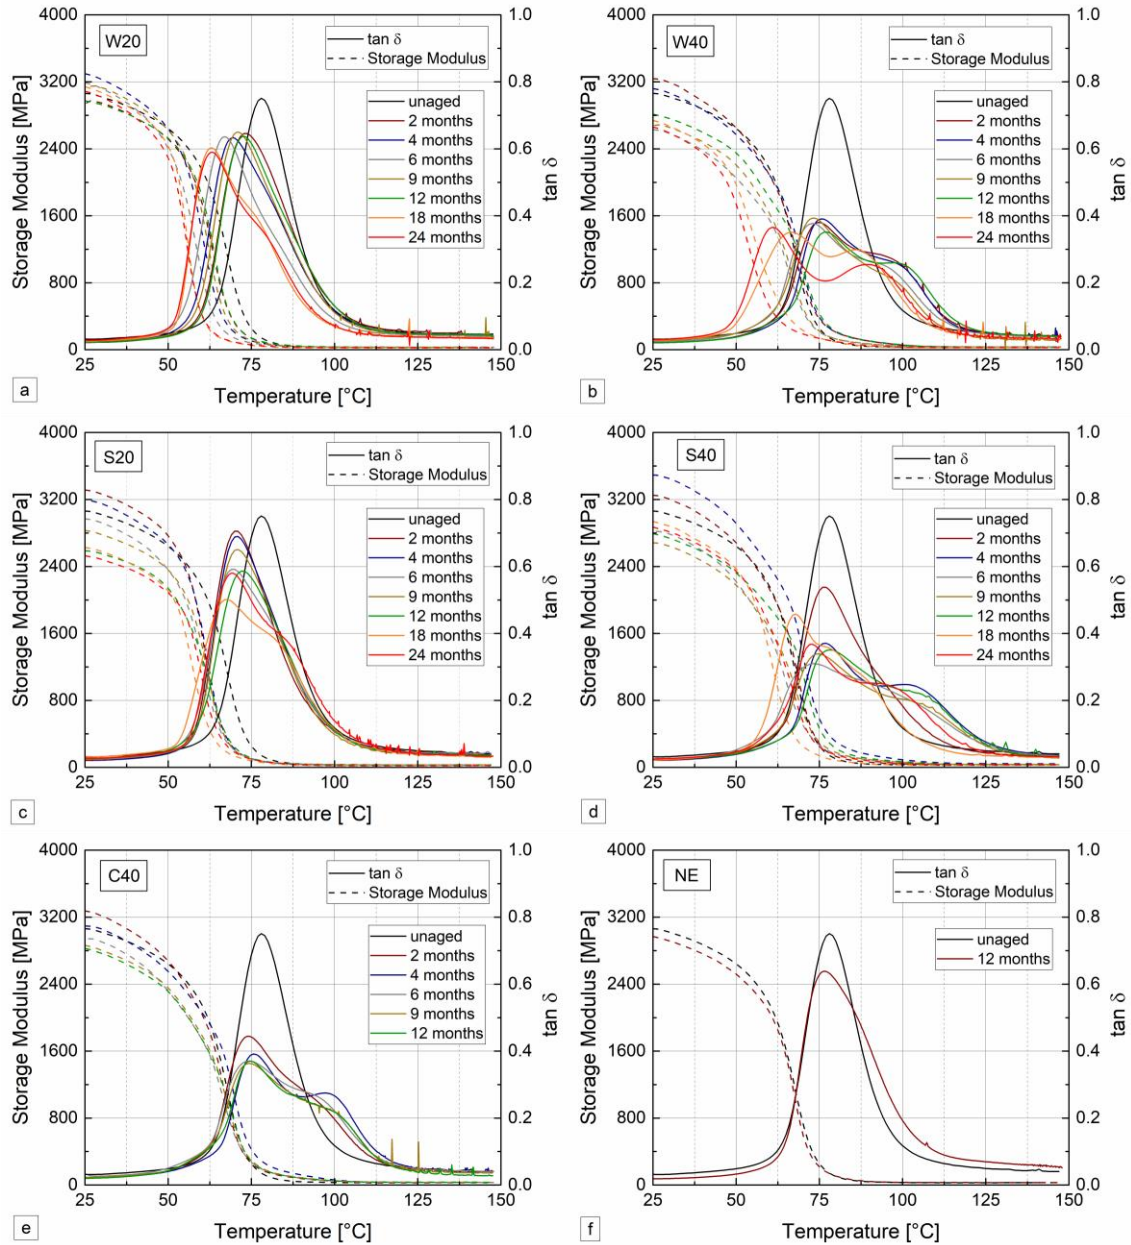 W20
tan δ
Storage Modulus
unaged
2 months
4 months
6 months
9 months
12 months
18 months
24 months
4000
3200
2400
1600
800
0
Storage Modulus [MPa]
1.0
0.8
0.6
0.4
0.2
0.0
tan δ
25 50 75 100 125 150
Temperature [°C]
a
W40
tan δ
Storage Modulus
unaged
2 months
4 months
6 months
9 months
12 months
18 months
24 months
4000
3200
2400
1600
800
0
Storage Modulus [MPa]
1.0
0.8
0.6
0.4
0.2
0.0
tan δ
25 50 75 100 125 150
Temperature [°C]
b
S20
tan δ
Storage Modulus
unaged
2 months
4 months
6 months
9 months
12 months
18 months
24 months
4000
3200
2400
1600
800
0
Storage Modulus [MPa]
1.0
0.8
0.6
0.4
0.2
0.0
tan δ
25 50 75 100 125 150
Temperature [°C]
c
S40
tan δ
Storage Modulus
unaged
2 months
4 months
6 months
9 months
12 months
18 months
24 months
4000
3200
2400
1600
800
0
Storage Modulus [MPa]
1.0
0.8
0.6
0.4
0.2
0.0
tan δ
25 50 75 100 125 150
Temperature [°C]
d
C40
tan δ
Storage Modulus
unaged
2 months
4 months
6 months
9 months
12 months
4000
3200
2400
1600
800
0
Storage Modulus [MPa]
1.0
0.8
0.6
0.4
0.2
0.0
tan δ
25 50 75 100 125 150
Temperature [°C]
e
NE
tan δ
Storage Modulus
unaged
12 months
4000
3200
2400
1600
800
0
Storage Modulus [MPa]
1.0
0.8
0.6
0.4
0.2
0.0
tan δ
25 50 75 100 125 150
Temperature [°C]
f